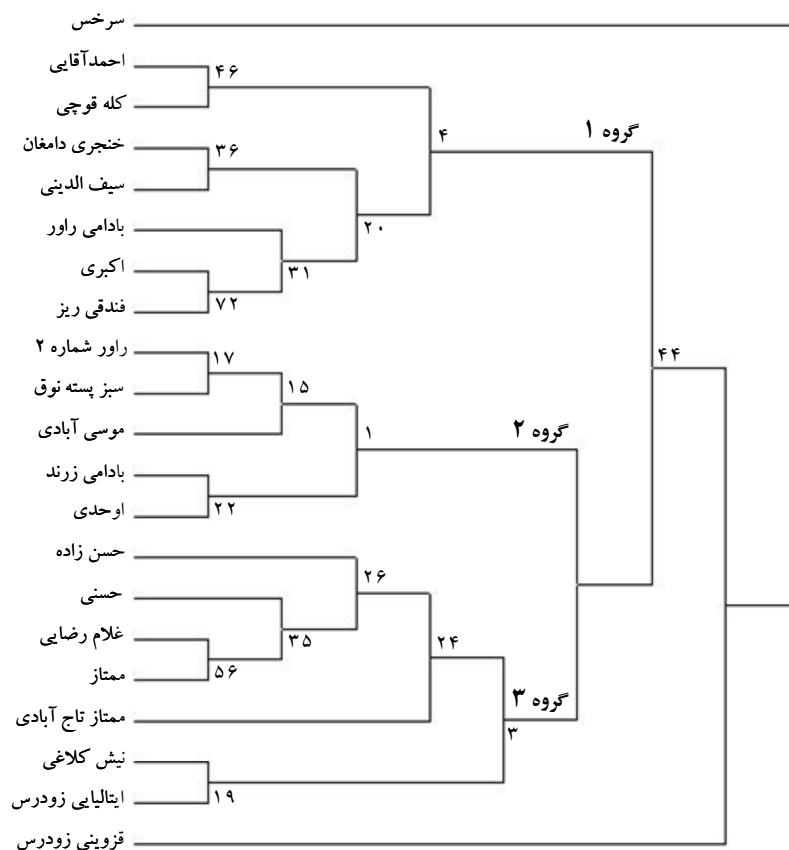 سرخس
احمدآقایی
۴۶
کله قوچی
۴
گروه ۱
خنجری دامغان
۳۶
سیف الدینی
۲۰
بادامی راور
۳۱
اکبری
۷۲
فندقی ریز
راور شماره ۲
۱۷
۴۴
سبز پسته نوق
۱۵
موسی آبادی
۱
گروه ۲
بادامی زرند
۲۲
اوحدی
حسن زاده
۲۶
حسنی
۳۵
غلام رضایی
۲۴
۵۶
ممتاز
گروه ۳
ممتاز تاج آبادی
۳
نیش کلاغی
۱۹
ایتالیایی زودرس
قزوینی زودرس